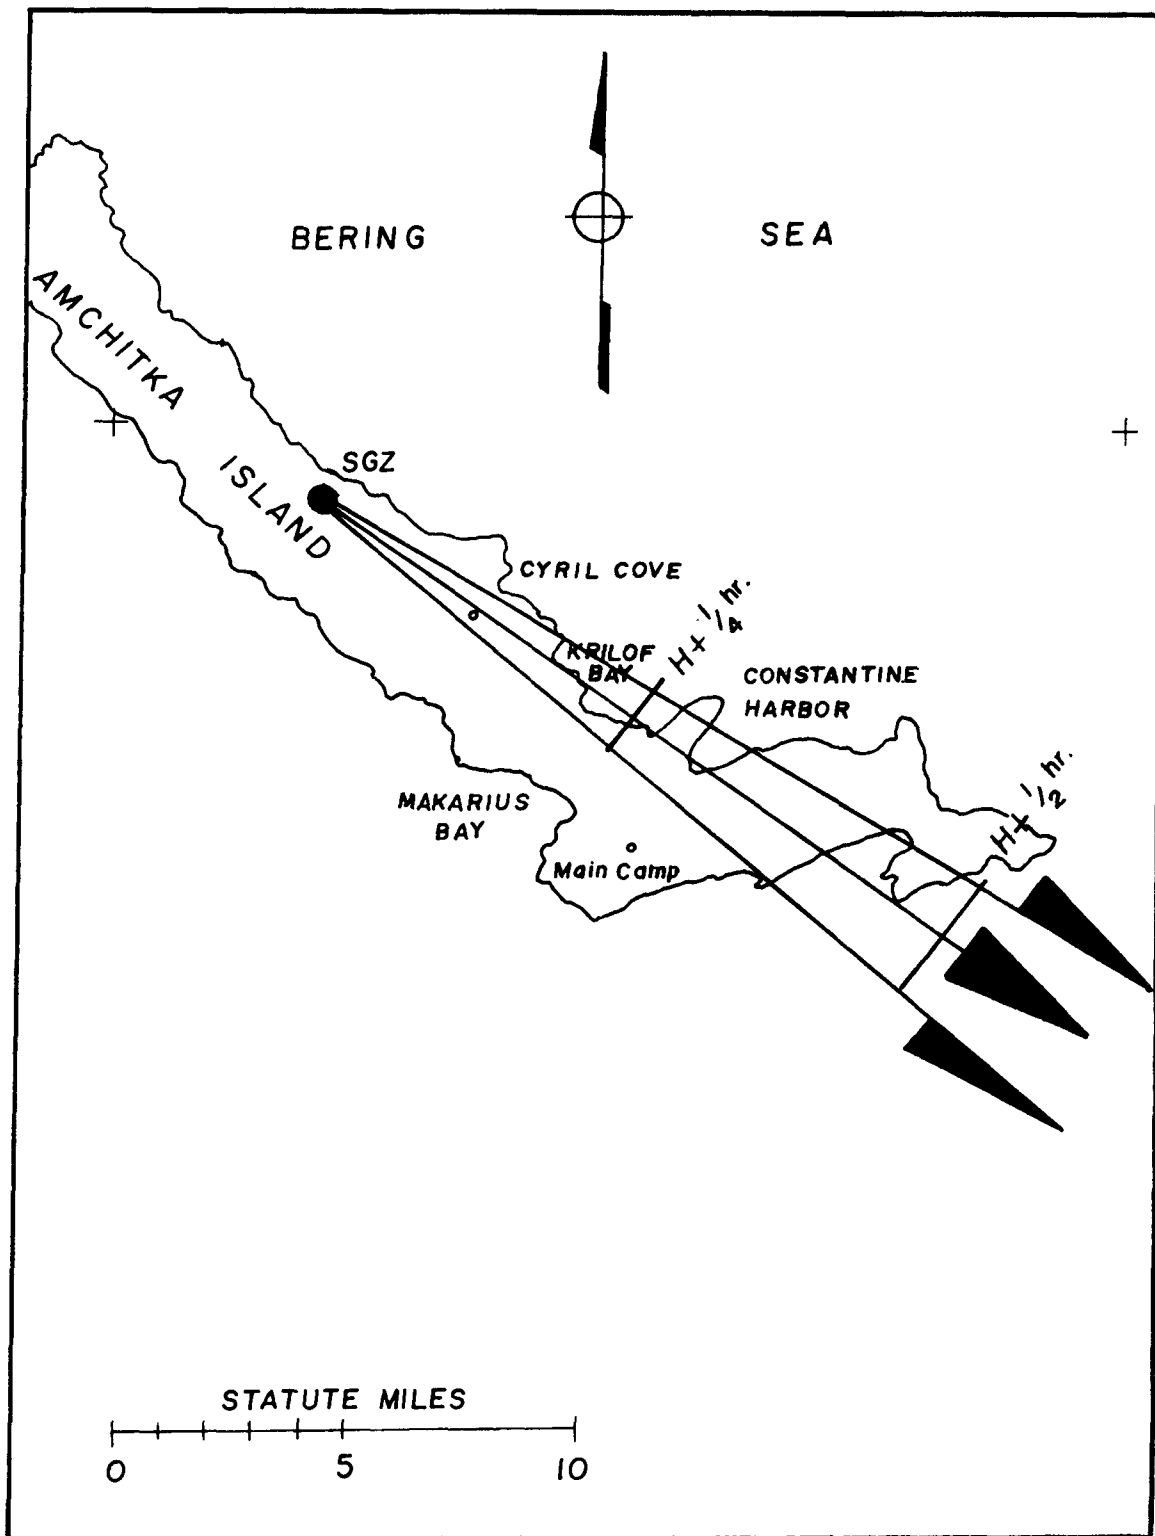 BERING SEA
AMCHITKA
ISLAND
SGZ
CYRIL COVE
H+ 1/4 hr.
KRILOF
BAY
CONSTANTINE
HARBOR
H+ 1/2 hr.
MAKARIUS
BAY
Main Camp
STATUTE MILES
0 5 10